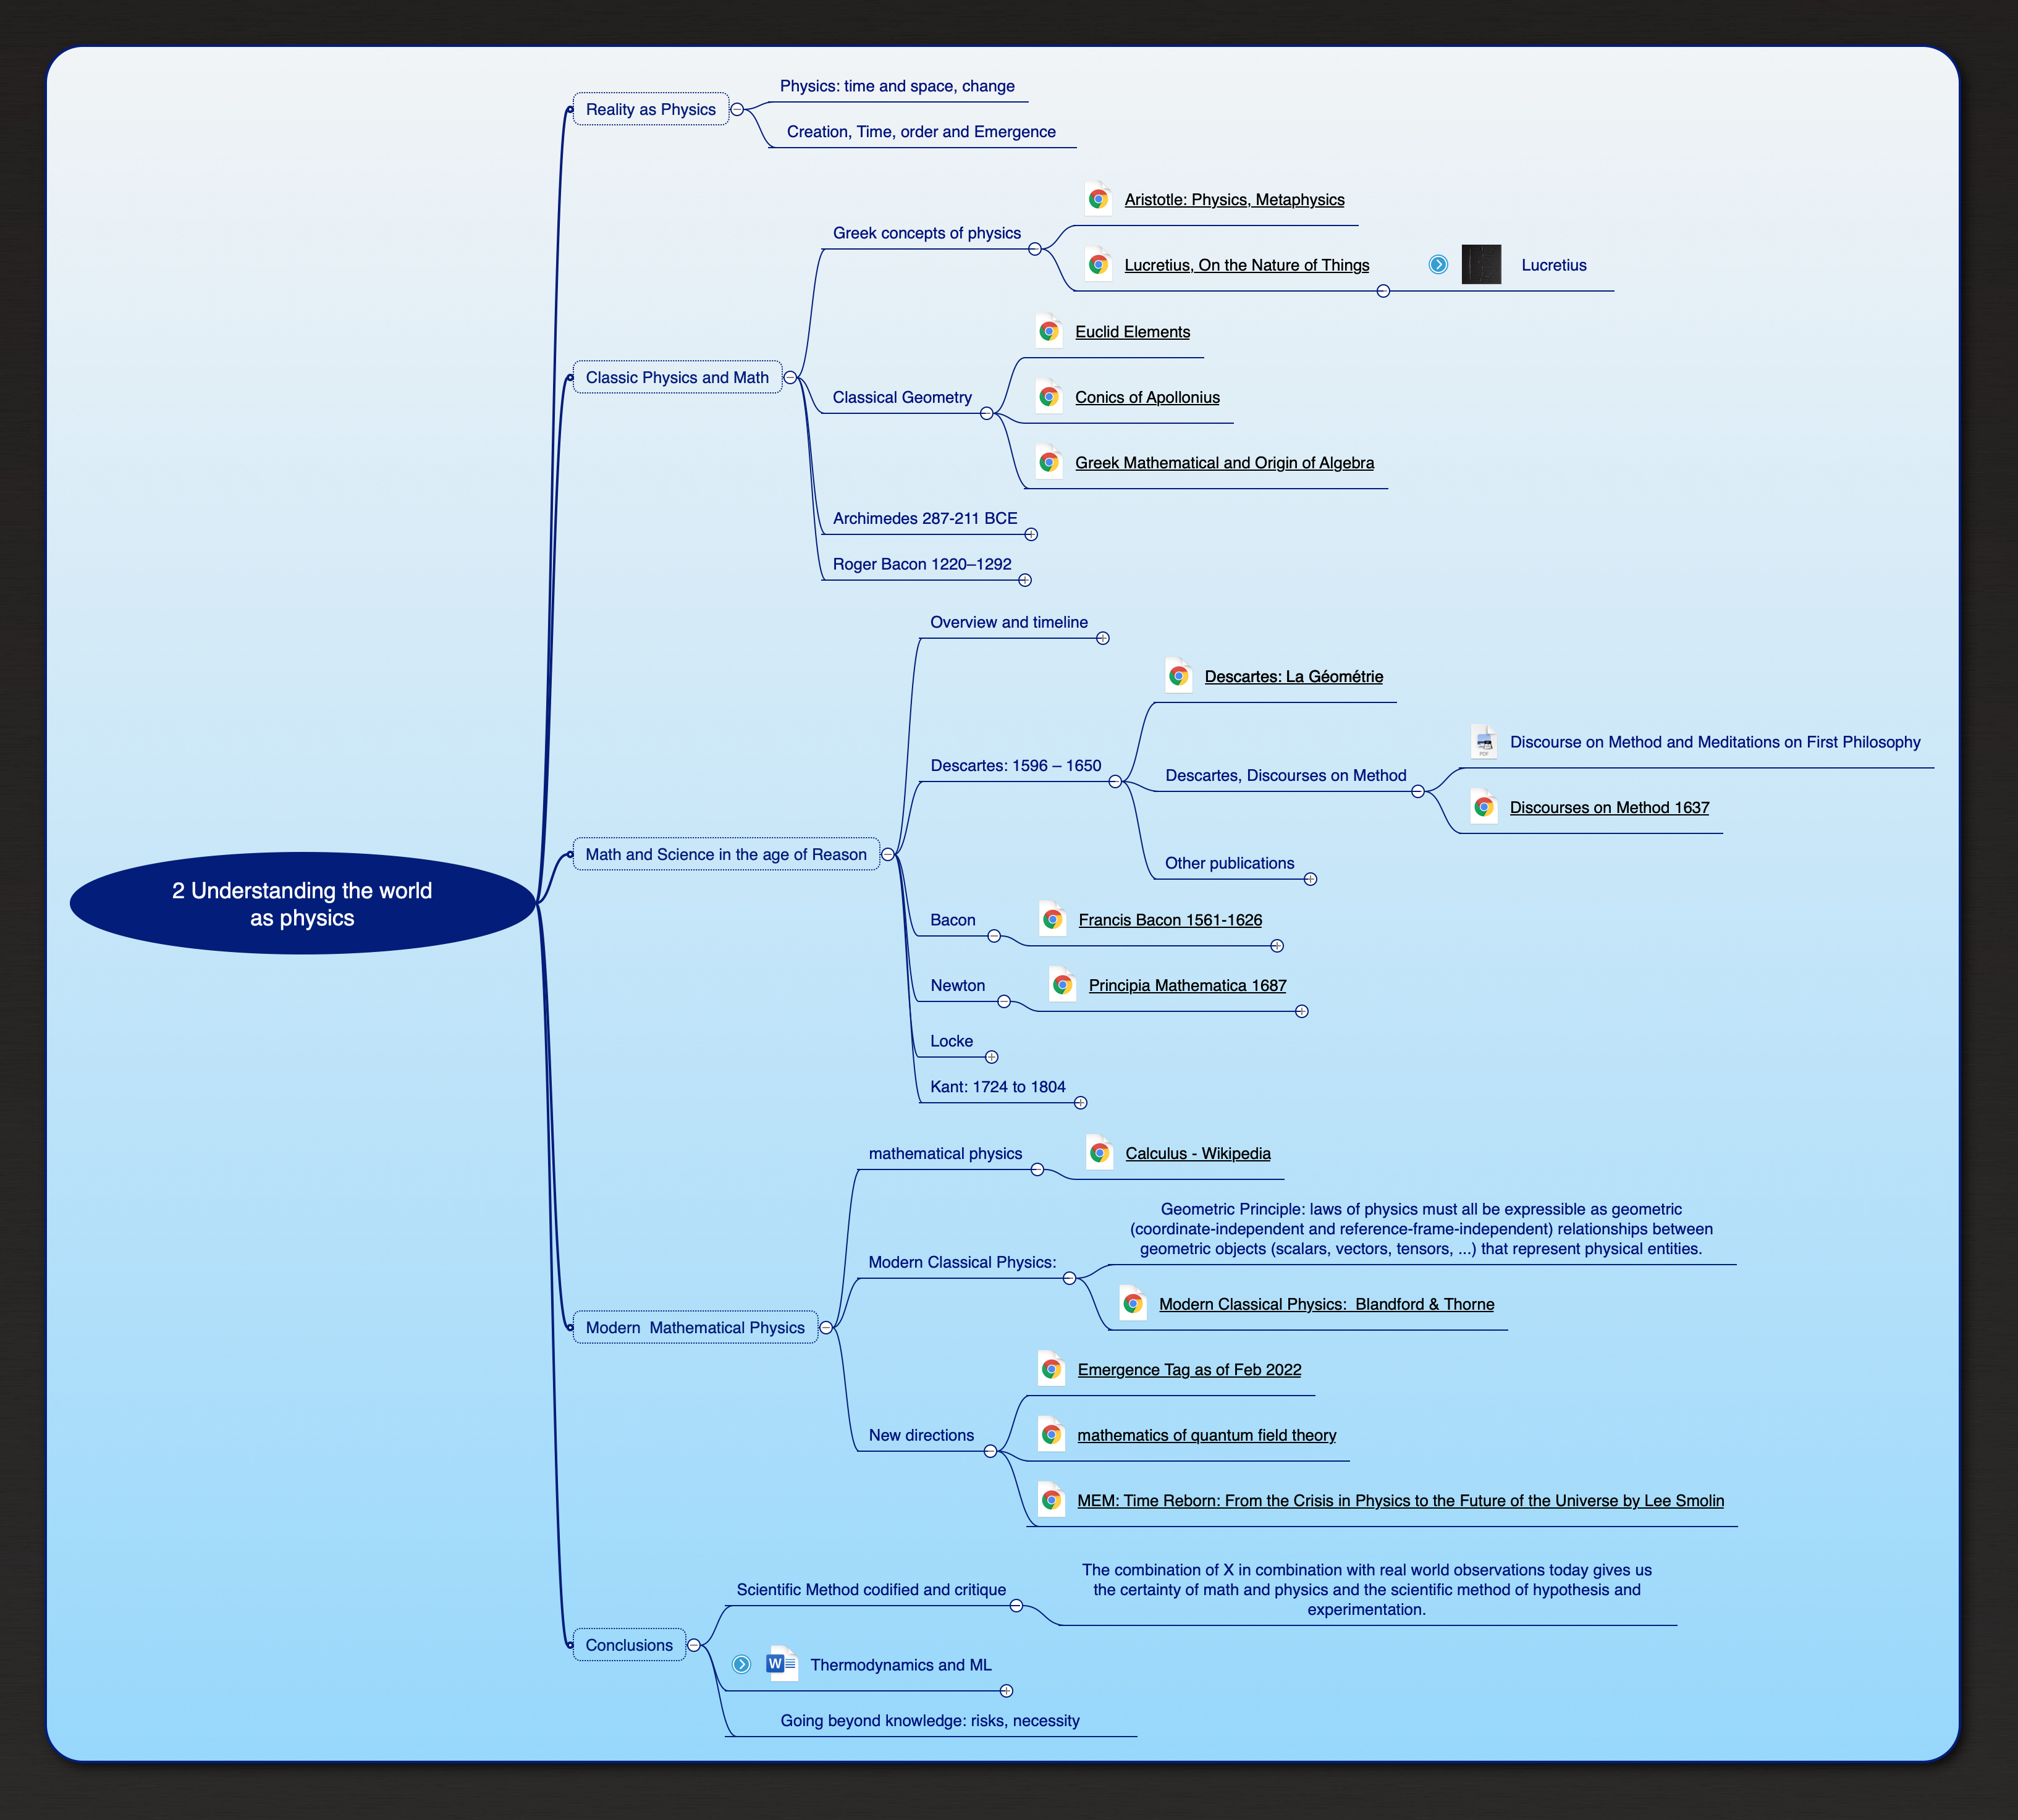 Physics: time and space, change
Reality as Physics
Creation, Time, order and Emergence
Aristotle: Physics, Metaphysics
Greek concepts of physics
Lucretius, On the Nature of Things
Lucretius
Euclid Elements
Classic Physics and Math
Classical Geometry
Conics of Apollonius
Greek Mathematical and Origin of Algebra
Archimedes 287-211 BCE
Roger Bacon 1220–1292
Overview and timeline
Descartes: La Géométrie
Discourse on Method and Meditations on First Philosophy
PDF
Descartes: 1596 – 1650
Descartes, Discourses on Method
Discourses on Method 1637
Math and Science in the age of Reason
Other publications
2 Understanding the world
as physics
Bacon
Francis Bacon 1561-1626
Newton
Principia Mathematica 1687
Locke
Kant: 1724 to 1804
mathematical physics
Calculus - Wikipedia
Geometric Principle: laws of physics must all be expressible as geometric
(coordinate-independent and reference-frame-independent) relationships between
geometric objects (scalars, vectors, tensors, ...) that represent physical entities.
Modern Classical Physics:
Modern Classical Physics:  Blandford & Thorne
Modern  Mathematical Physics
Emergence Tag as of Feb 2022
New directions
mathematics of quantum field theory
MEM: Time Reborn: From the Crisis in Physics to the Future of the Universe by Lee Smolin
The combination of X in combination with real world observations today gives us
the certainty of math and physics and the scientific method of hypothesis and
experimentation.
Scientific Method codified and critique
Conclusions
W
Thermodynamics and ML
Going beyond knowledge: risks, necessity